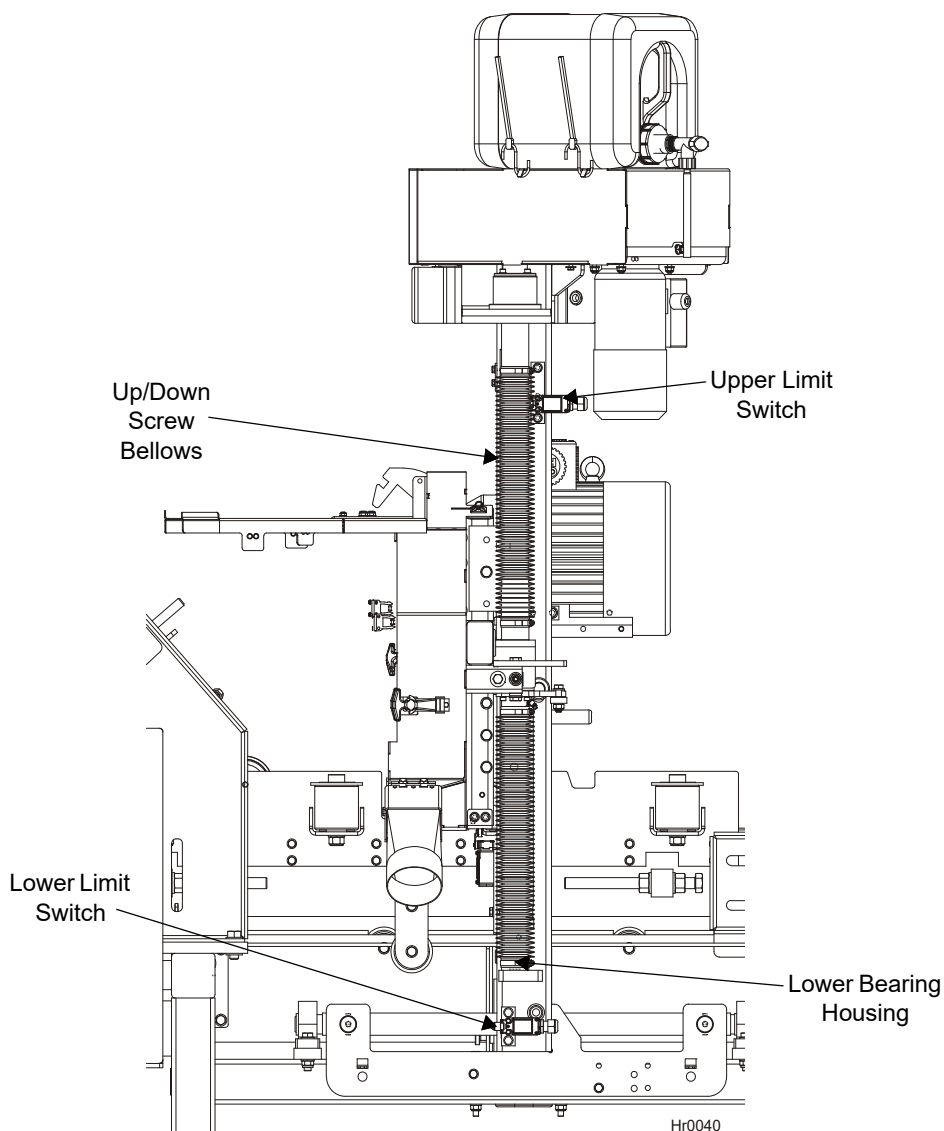 Up/Down
Screw
Bellows
Upper Limit
Switch
Lower Limit
Switch
Lower Bearing
Housing
Hr0040